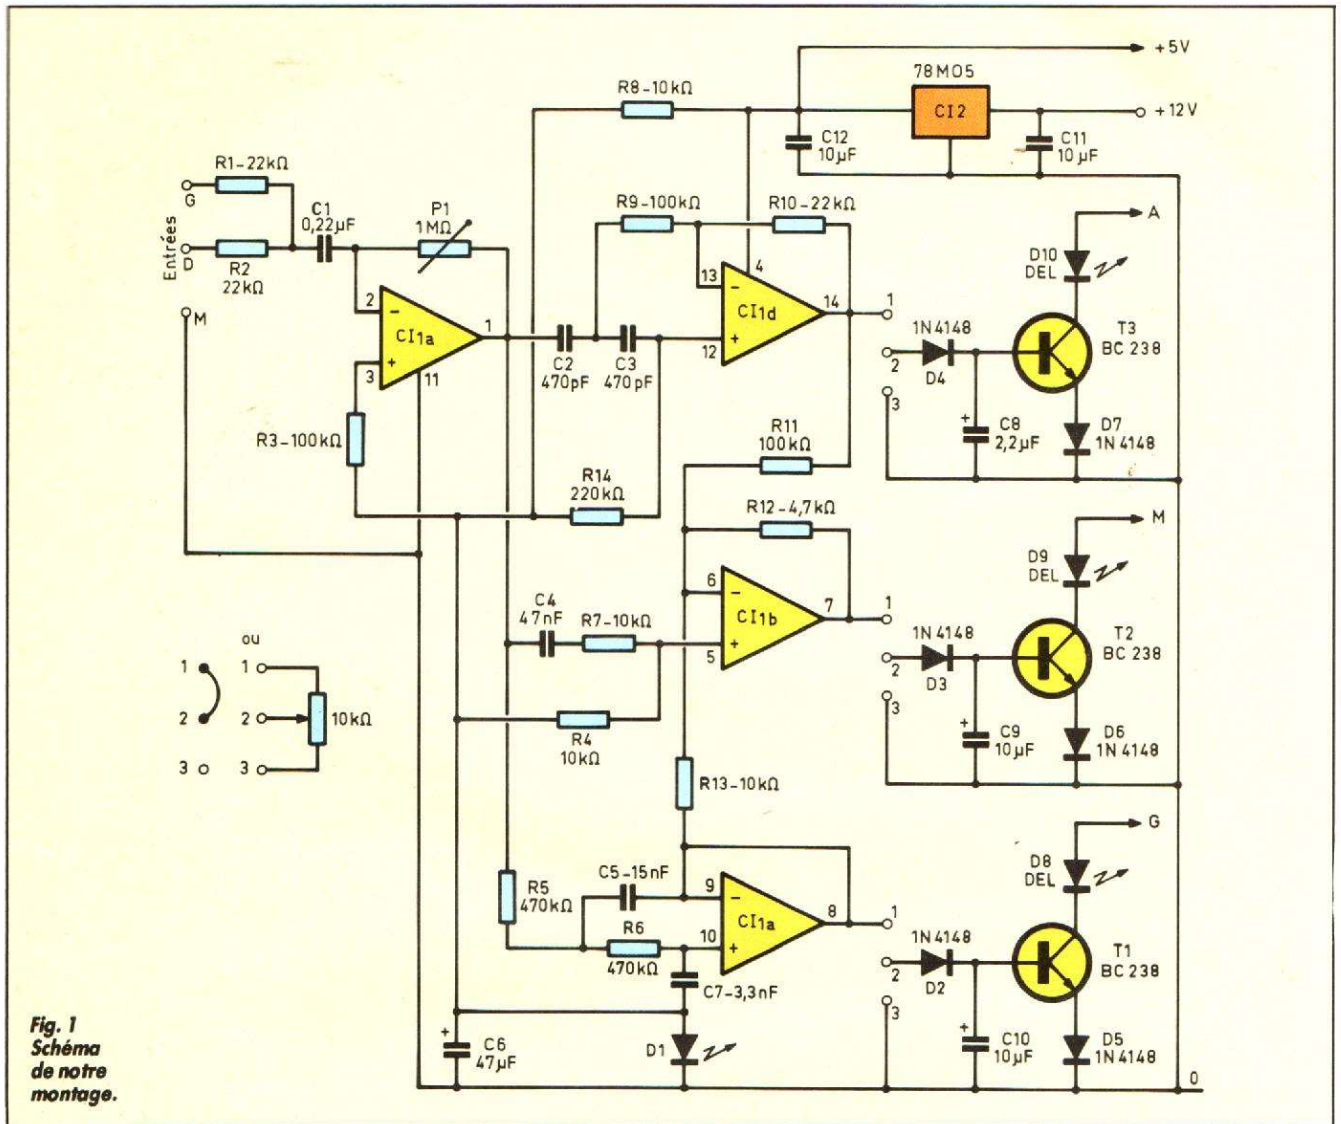 +5V
78M05
R8-10kΩ
CI2
+12V
C12
10µF
C11
10µF
R1-22kΩ
G
Entrées
D
R2
22kΩ
M
C1
0,22µF
P1
1MΩ
R9-100kΩ
R10-22kΩ
A
D10
DEL
2
3
CI1a
1
11
13
4
CI1d
14
12
1
2
3
1N4148
D4
T3
BC 238
C2
470pF
C3
470pF
R3-100kΩ
R11
100kΩ
+
C8
2,2µF
D7
1N4148
R14
220kΩ
R12-4,7kΩ
M
D9
DEL
6
CI1b
7
5
1
2
3
1N4148
D3
T2
BC 238
C4
47nF
R7-10kΩ
ou
1
2
3
1
2
3
10kΩ
R4
10kΩ
+
C9
10µF
D6
1N4148
R13-10kΩ
G
D8
DEL
R5
470kΩ
C5-15nF
9
CI1a
8
R6
470kΩ
10
1
2
3
1N4148
D2
T1
BC 238
C7-3,3nF
+
C6
47µF
D1
+
C10
10µF
D5
1N4148
0
Fig. 1
Schéma
de notre
montage.